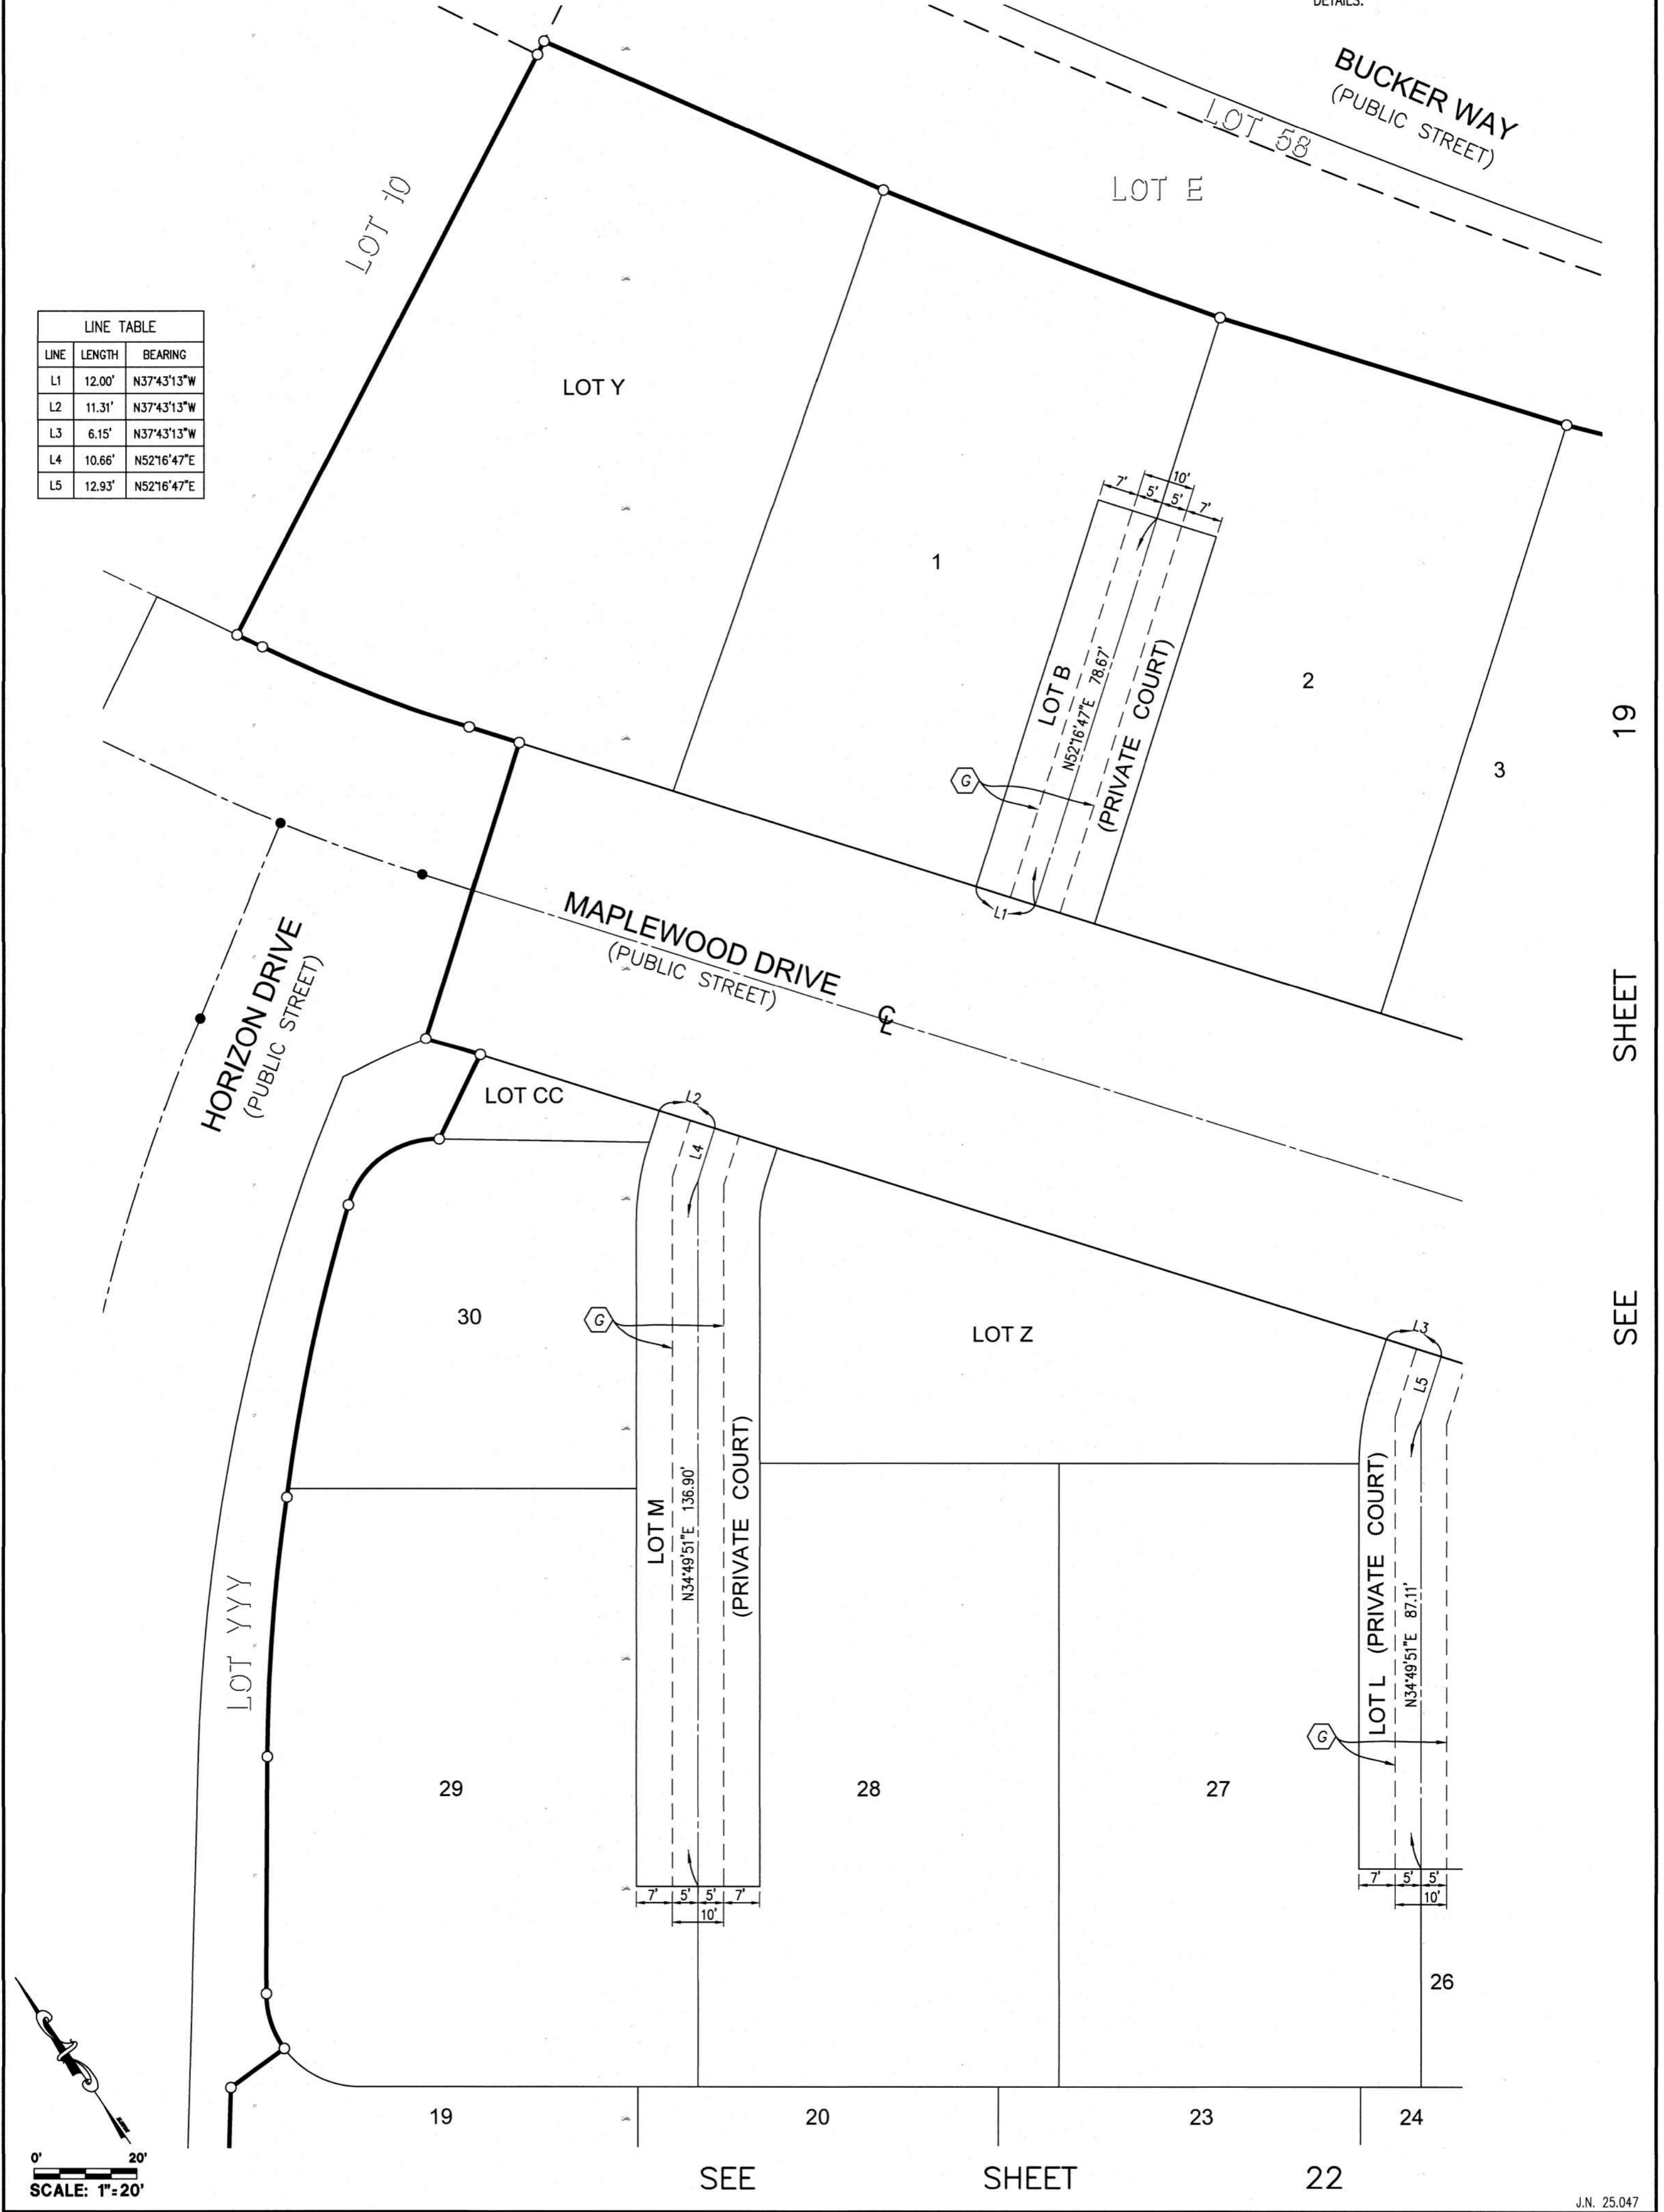 DETAILS.
BUCKER WAY
(PUBLIC STREET)
LOT 58
LOT E
LOT 10
LINE TABLE
LINE LENGTH BEARING
L1 12.00' N37°43'13"W
L2 11.31' N37°43'13"W
L3 6.15' N37°43'13"W
L4 10.66' N52°16'47"E
L5 12.93' N52°16'47"E
LOT Y
10'
7' 5' 5' 7'
1
2
3
LOT B
N52°16'47"E 78.67'
(PRIVATE COURT)
G
L1
19
SHEET
SEE
MAPLEWOOD DRIVE
(PUBLIC STREET)
CL
HORIZON DRIVE
(PUBLIC STREET)
LOT CC
L2
L4
30
G
LOT Z
L3
L5
LOT M
N34°49'51"E 136.90'
(PRIVATE COURT)
LOT L (PRIVATE COURT)
N34°49'51"E 87.11'
LOT YYY
G
29
28
27
7' 5' 5' 7'
10'
7' 5' 5'
10'
26
19
20
23
24
0' 20'
SCALE: 1"=20'
SEE SHEET 22
J.N. 25.047